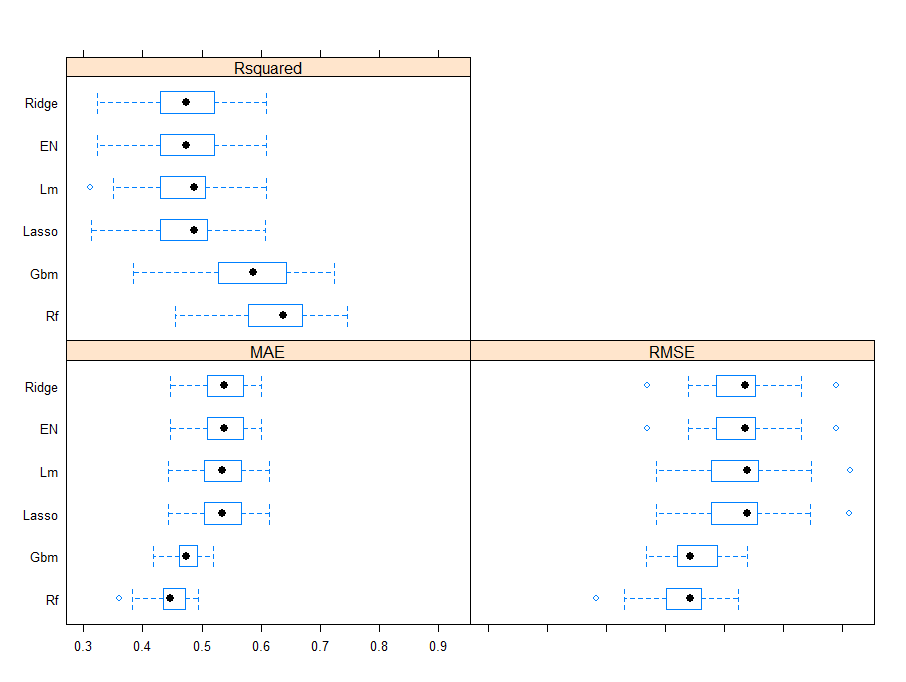 Rsquared
Ridge
EN
Lm
Lasso
Gbm
Rf
MAE
RMSE
Ridge
EN
Lm
Lasso
Gbm
Rf
0.3 0.4 0.5 0.6 0.7 0.8 0.9